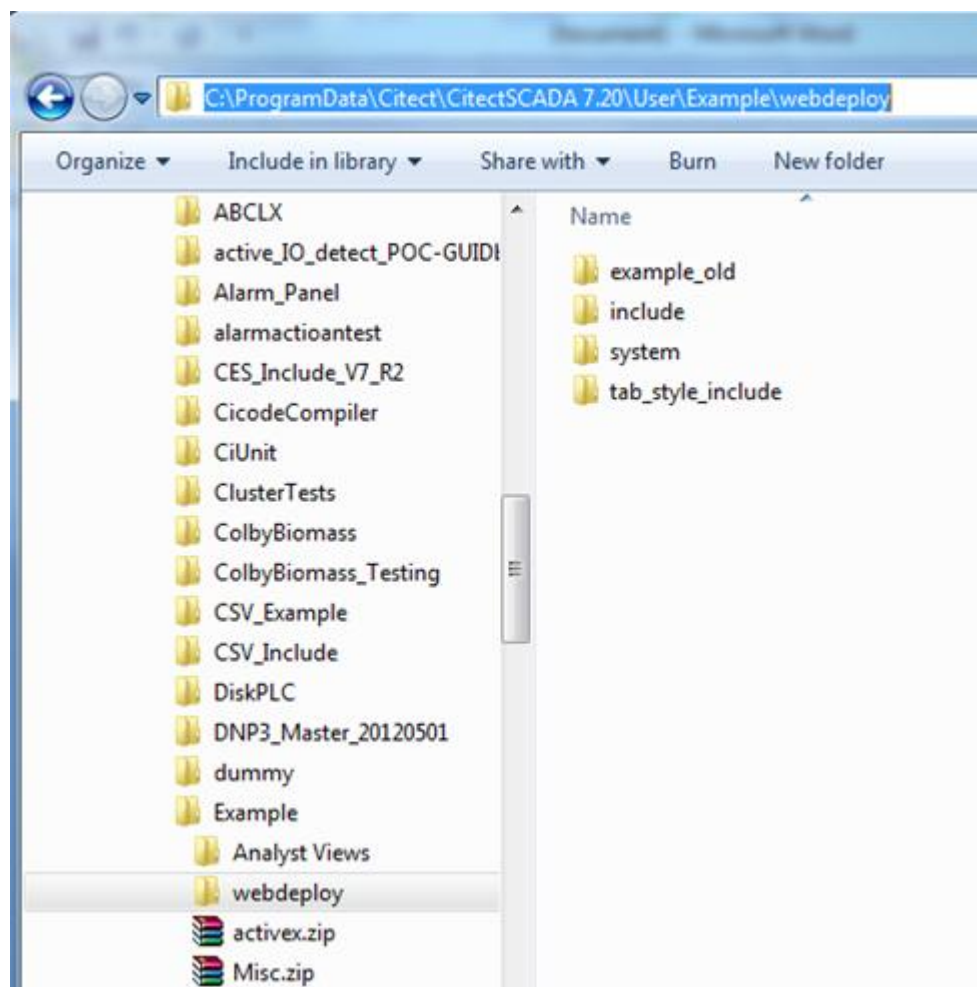 C:\ProgramData\Citect\CitectSCADA 7.20\User\Example\webdeploy
Organize Include in library Share with Burn New folder
ABCLX
active_IO_detect_POC-GUIDE
Alarm_Panel
alarmactioantest
CES_Include_V7_R2
CicodeCompiler
CiUnit
ClusterTests
ColbyBiomass
ColbyBiomass_Testing
CSV_Example
CSV_Include
DiskPLC
DNP3_Master_20120501
dummy
Example
Analyst Views
webdeploy
activex.zip
Misc.zip
Name
example_old
include
system
tab_style_include